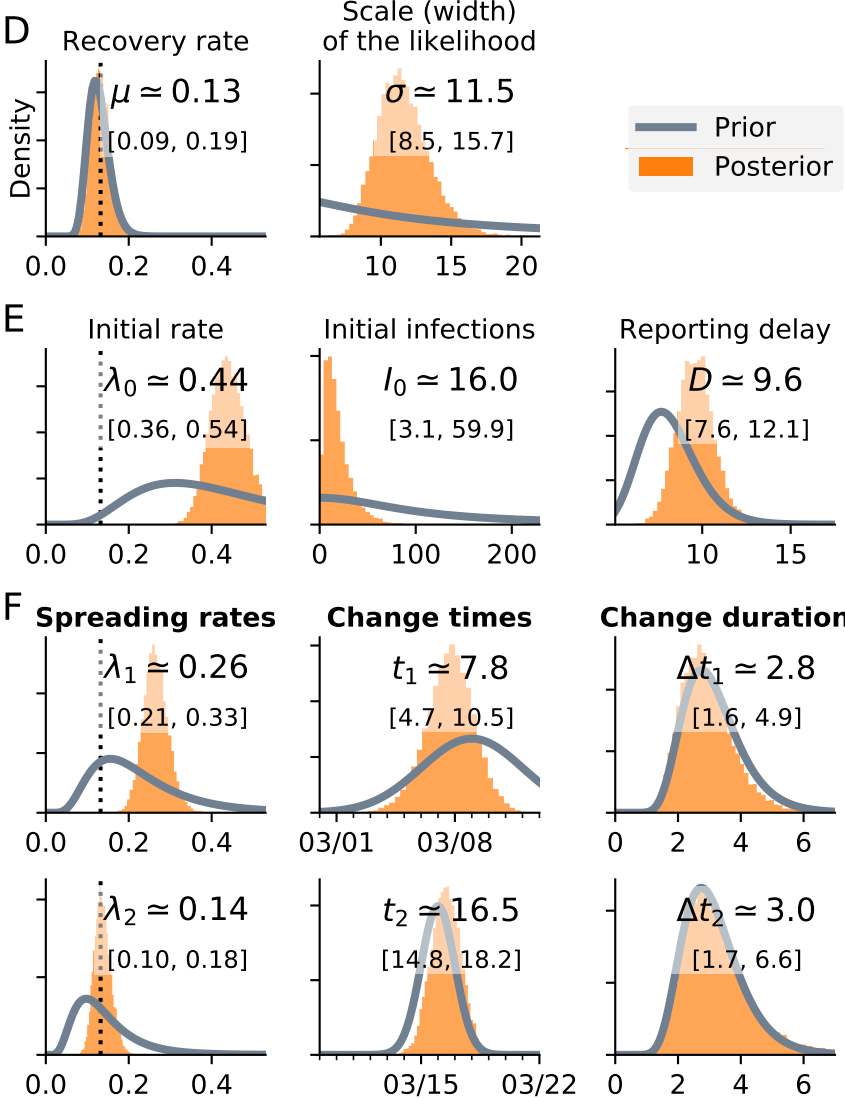 D
Recovery rate
Scale (width)
of the likelihood
Density
μ ≃ 0.13
[0.09, 0.19]
σ ≃ 11.5
[8.5, 15.7]
Prior
Posterior
0.0 0.2 0.4
10 15 20
E
Initial rate
Initial infections
Reporting delay
λ0 ≃ 0.44
[0.36, 0.54]
I0 ≃ 16.0
[3.1, 59.9]
D ≃ 9.6
[7.6, 12.1]
0.0 0.2 0.4
0 100 200
10 15
F
Spreading rates
Change times
Change duration
λ1 ≃ 0.26
[0.21, 0.33]
t1 ≃ 7.8
[4.7, 10.5]
Δt1 ≃ 2.8
[1.6, 4.9]
0.0 0.2 0.4
03/01 03/08
0 2 4 6
λ2 ≃ 0.14
[0.10, 0.18]
t2 ≃ 16.5
[14.8, 18.2]
Δt2 ≃ 3.0
[1.7, 6.6]
0.0 0.2 0.4
03/15 03/22
0 2 4 6